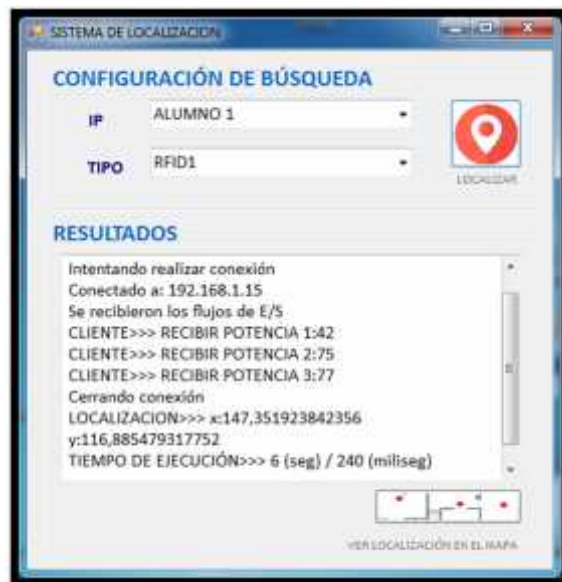 SISTEMA DE LOCALIZACION
CONFIGURACIÓN DE BÚSQUEDA
IP
ALUMNO 1
TIPO
RFID1
LOCALIZAR
RESULTADOS
Intentando realizar conexión
Conectado a: 192.168.1.15
Se recibieron los flujos de E/S
CLIENTE>>> RECIBIR POTENCIA 1:42
CLIENTE>>> RECIBIR POTENCIA 2:75
CLIENTE>>> RECIBIR POTENCIA 3:77
Cerrando conexión
LOCALIZACION>>> x:147,351923842356
y:116,885479317752
TIEMPO DE EJECUCIÓN>>> 6 (seg) / 240 (miliseg)
VER LOCALIZACIÓN EN EL MAPA